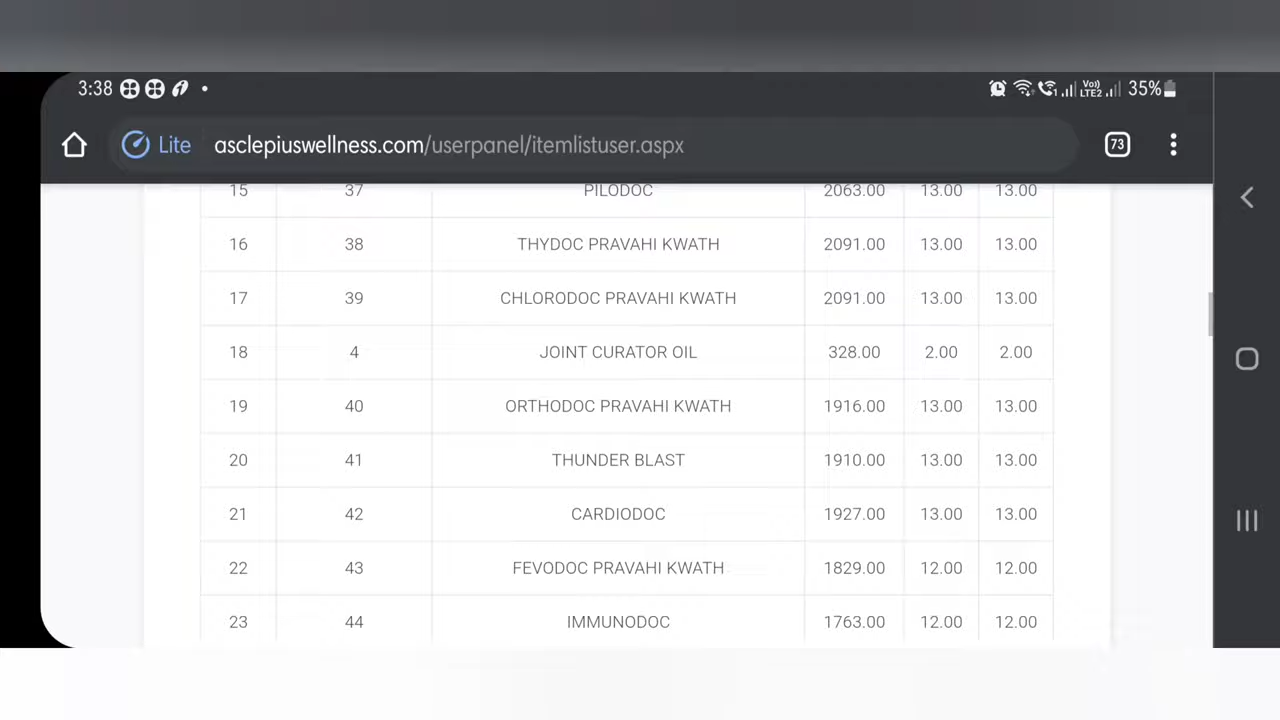 3:38 Vo) LTE2 35%
Lite asclepiuswellness.com/userpanel/itemlistuser.aspx 73
15 37 PILODOC 2063.00 13.00 13.00
16 38 THYDOC PRAVAHI KWATH 2091.00 13.00 13.00
17 39 CHLORODOC PRAVAHI KWATH 2091.00 13.00 13.00
18 4 JOINT CURATOR OIL 328.00 2.00 2.00
19 40 ORTHODOC PRAVAHI KWATH 1916.00 13.00 13.00
20 41 THUNDER BLAST 1910.00 13.00 13.00
21 42 CARDIODOC 1927.00 13.00 13.00
22 43 FEVODOC PRAVAHI KWATH 1829.00 12.00 12.00
23 44 IMMUNODOC 1763.00 12.00 12.00